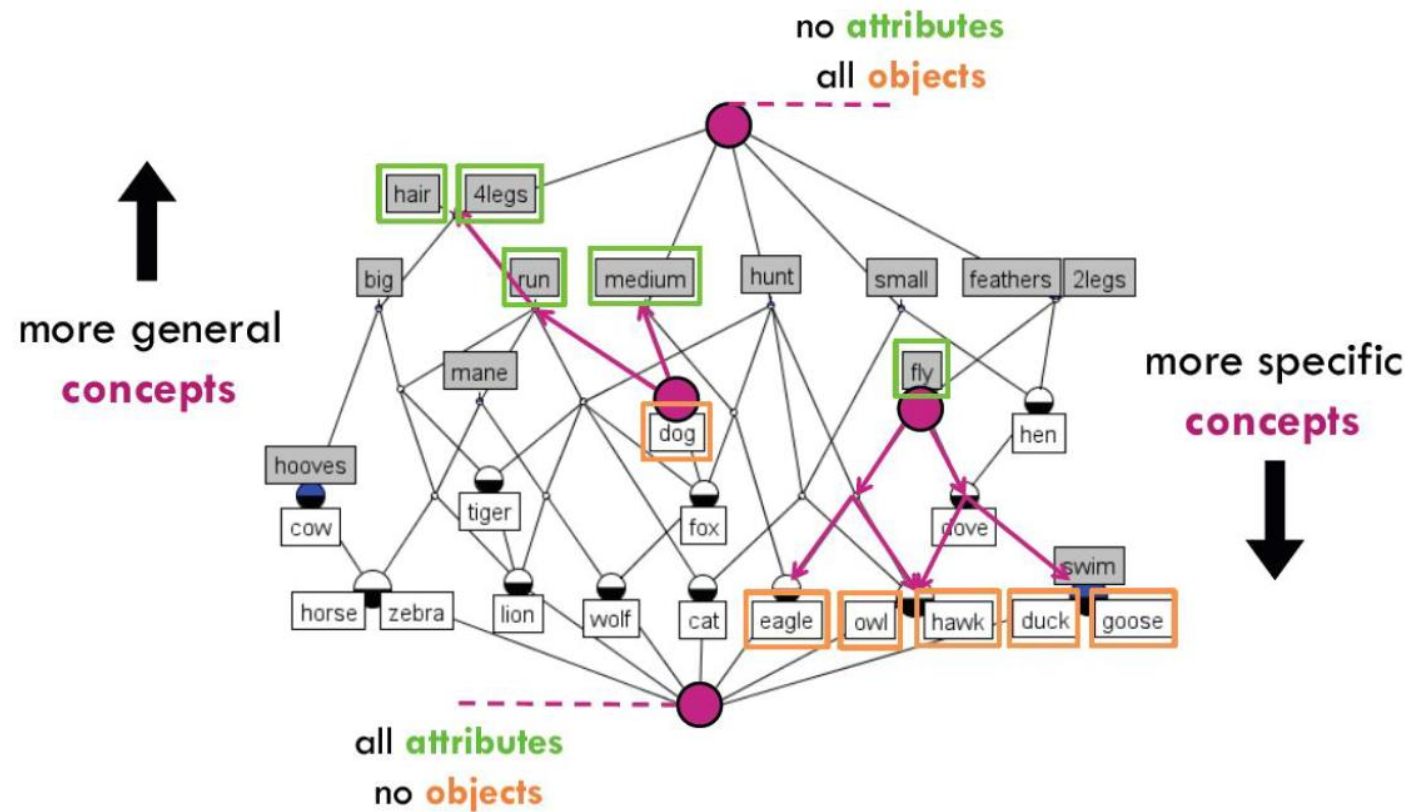 no attributes
all objects
hair 4legs
big run medium hunt small feathers 2legs
more general
concepts
mane fly
more specific
concepts
dog hen
hooves
cow tiger fox dove
swim
horse zebra lion wolf cat eagle owl hawk duck goose
all attributes
no objects